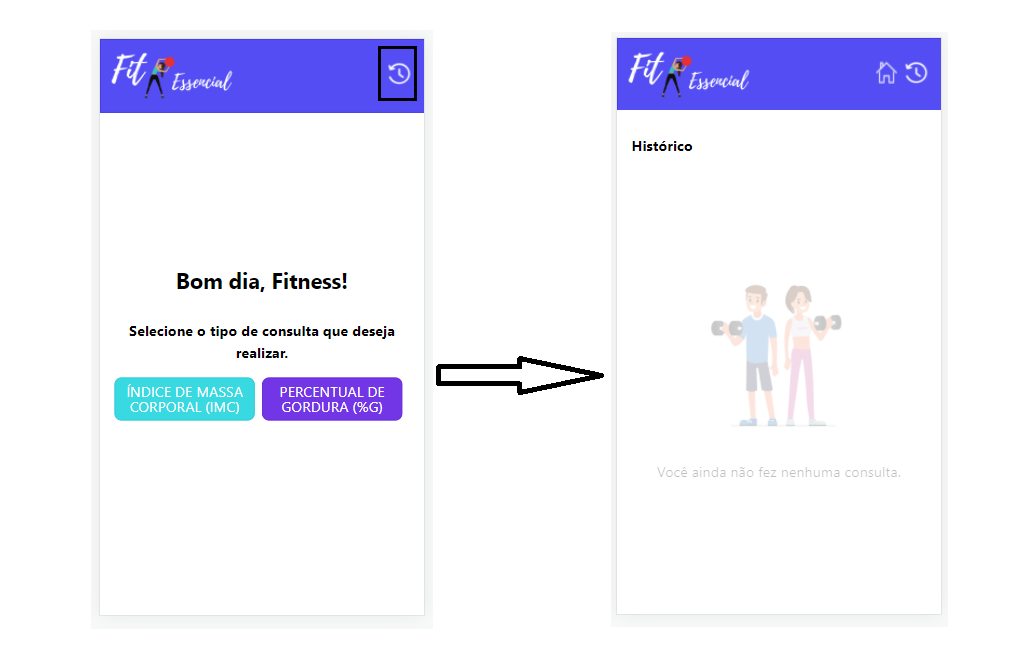 Fit
Essencial
Bom dia, Fitness!
Selecione o tipo de consulta que deseja
realizar.
ÍNDICE DE MASSA
CORPORAL (IMC)
PERCENTUAL DE
GORDURA (%G)
Fit
Essencial
Histórico
Você ainda não fez nenhuma consulta.